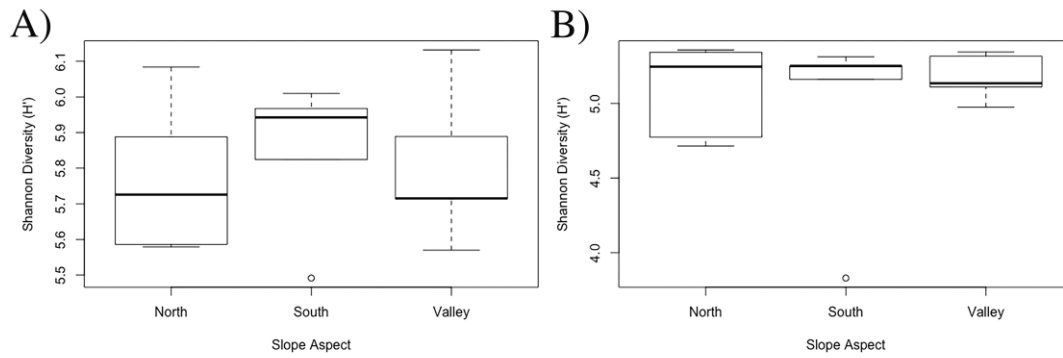 A)
Shannon Diversity (H')
6.1
6.0
5.9
5.8
5.7
5.6
5.5
North South Valley
Slope Aspect
B)
Shannon Diversity (H')
5.0
4.5
4.0
North South Valley
Slope Aspect